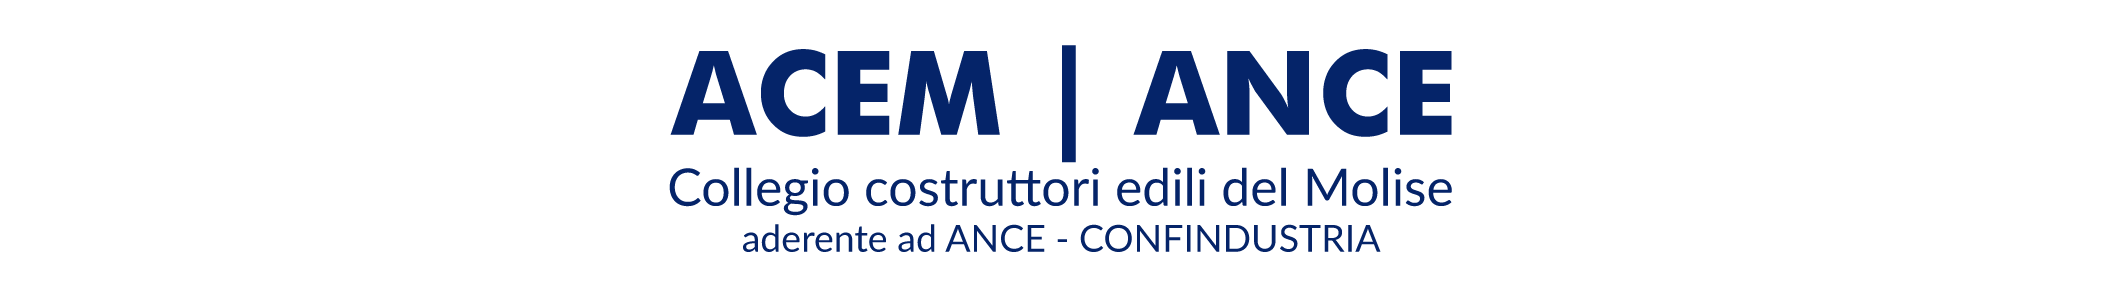 ACEM | ANCE
Collegio costruttori edili del Molise
aderente ad ANCE - CONFINDUSTRIA